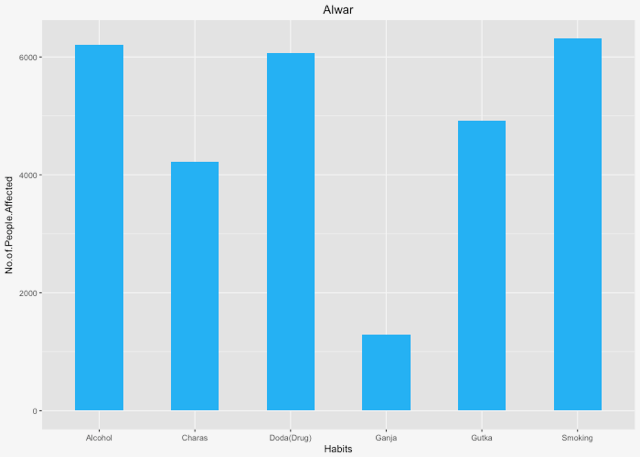 Alwar
No.of.People.Affected
6000
4000
2000
0
Alcohol Charas Doda(Drug) Ganja Gutka Smoking
Habits